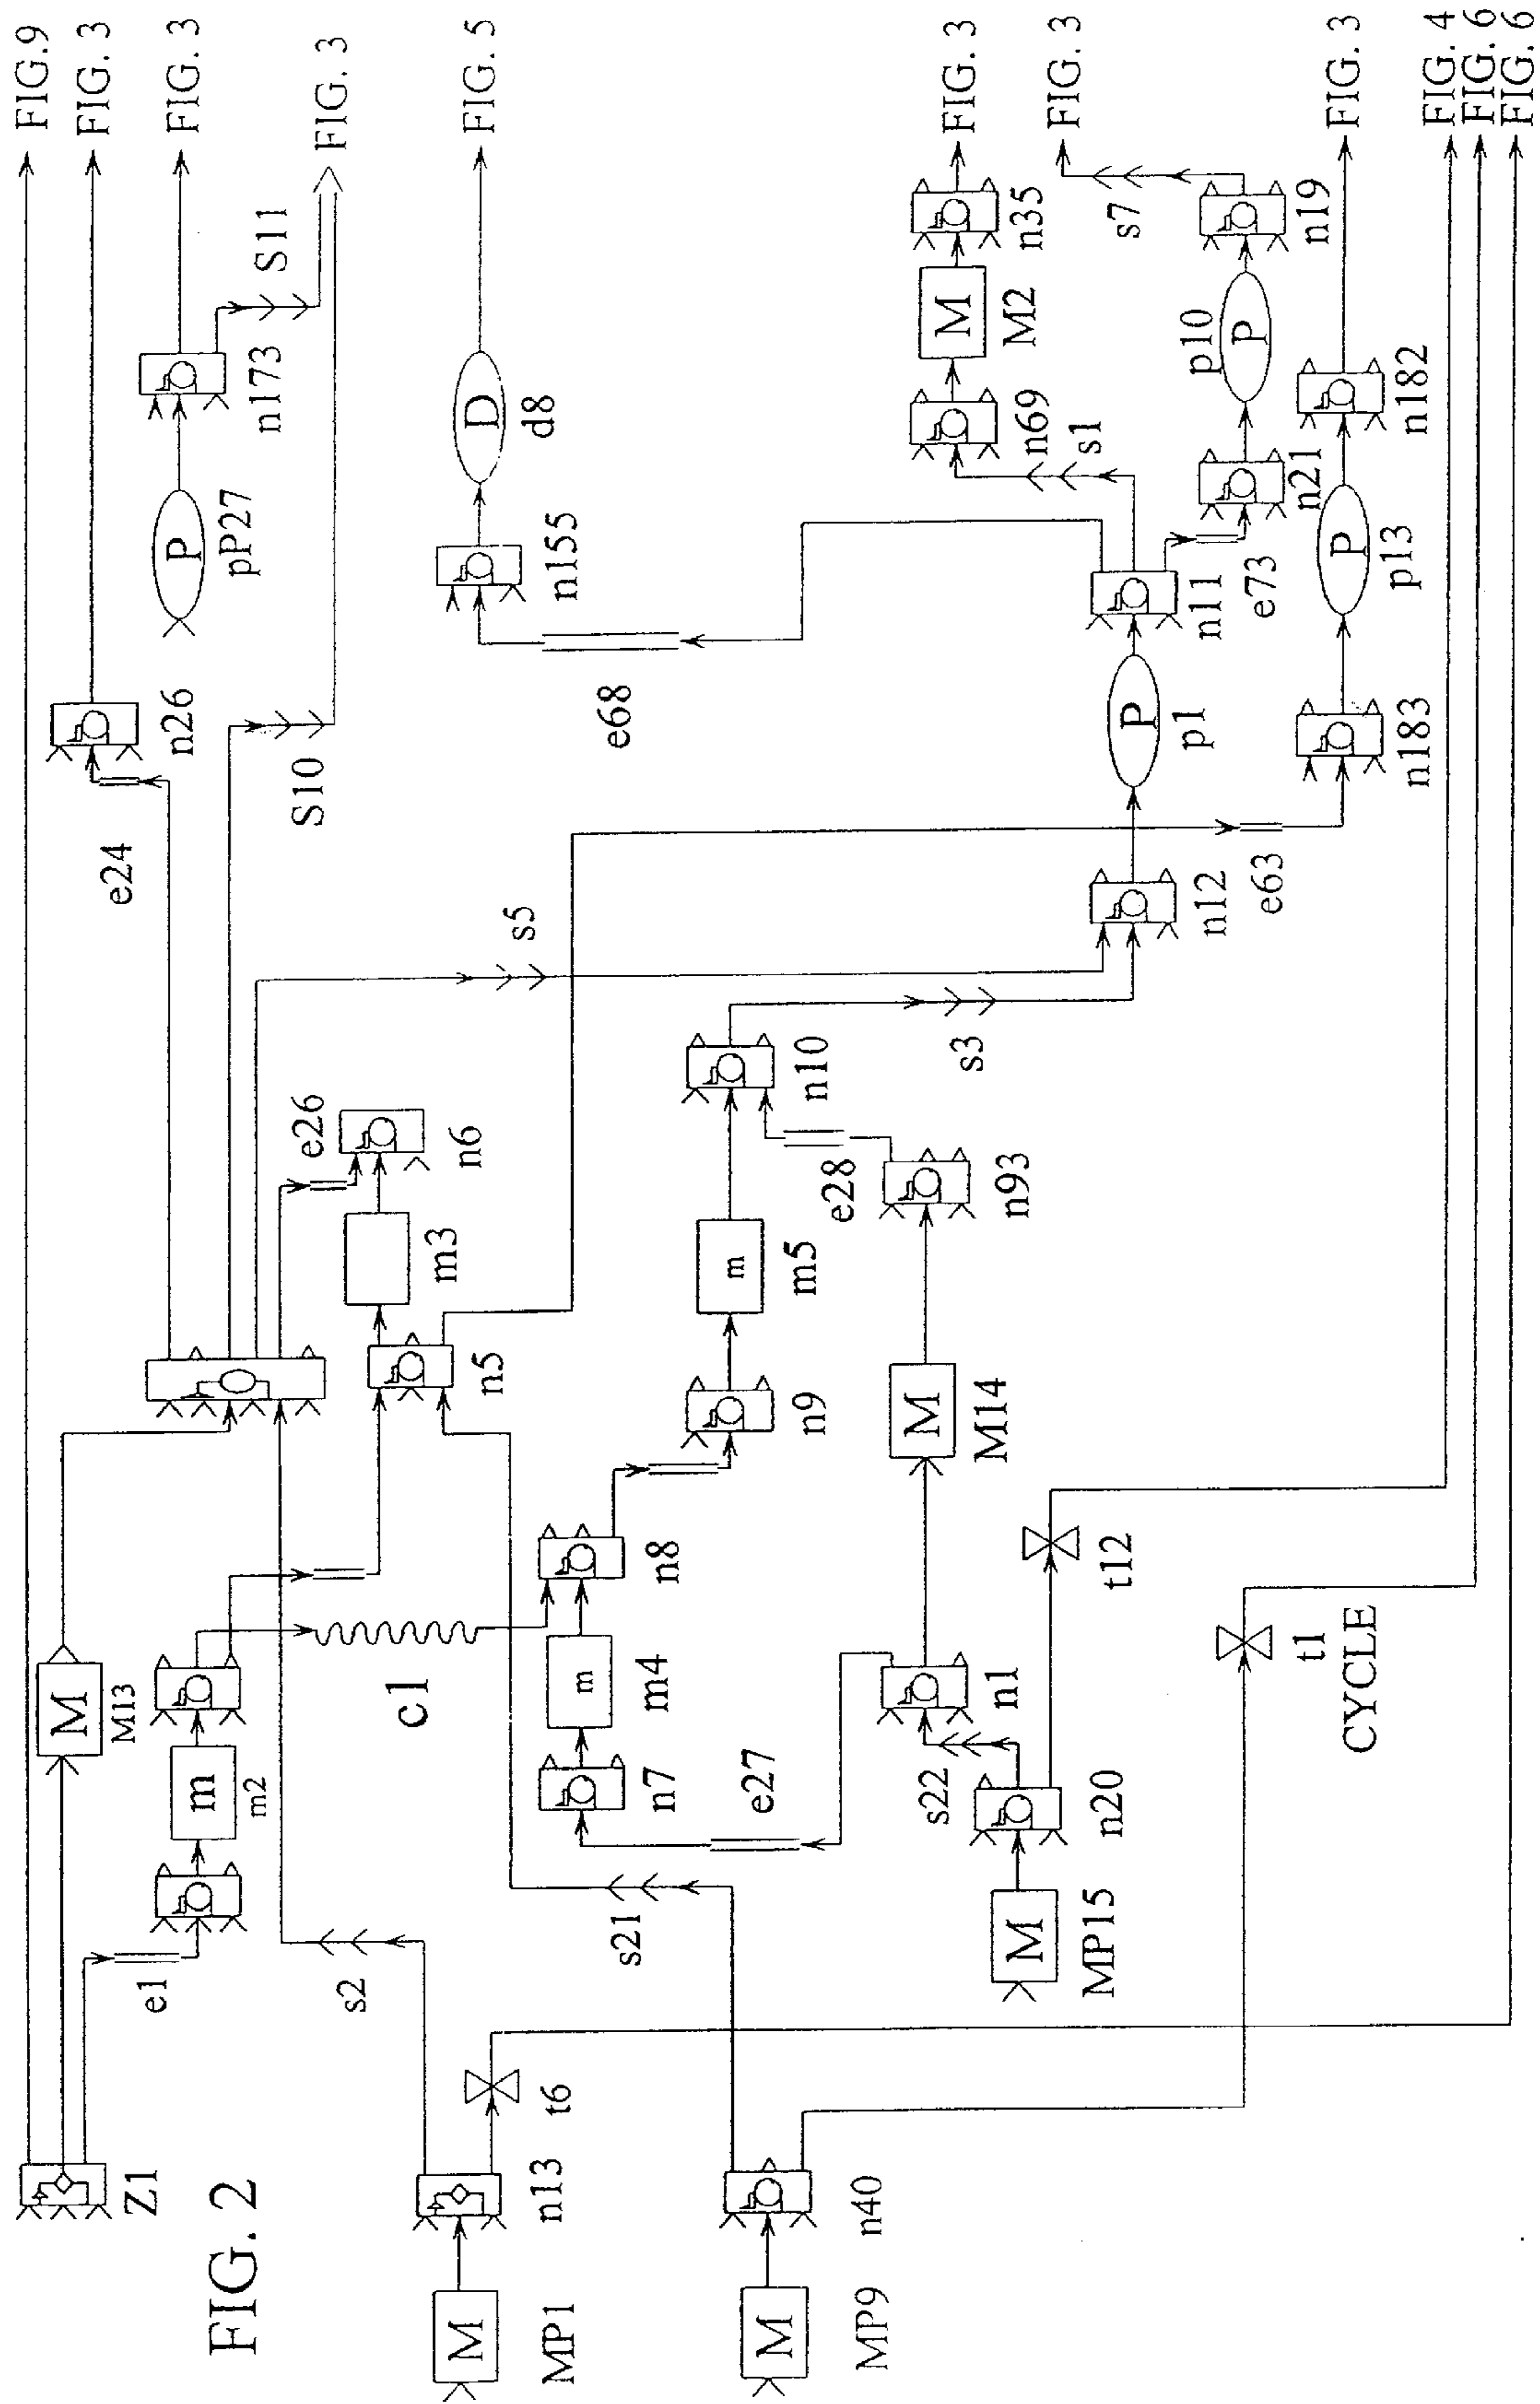 FIG. 2
FIG.9
FIG. 3
FIG. 3
FIG. 3
FIG. 5
FIG. 3
FIG. 3
FIG. 3
FIG. 4
FIG. 6
FIG. 6
Z1
M
M13
e1
m
m2
e24
n26
P
pP27
n173
S11
S10
s5
s2
c1
e26
m3
n6
n5
M
MP1
n13
t6
D
d8
n155
e68
s21
n7
m
m4
n8
n9
m
m5
n10
s3
M
MP9
n40
e27
n1
M
M14
e28
n93
n69
M
M2
n35
s1
M
MP15
n20
s22
t12
n12
P
p1
n11
e73
n21
P
p10
n19
s7
t1
CYCLE
e63
n183
P
p13
n182